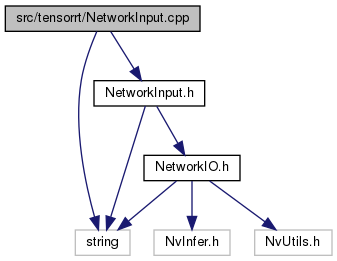 src/tensorrt/NetworkInput.cpp
NetworkInput.h
NetworkIO.h
string
NvInfer.h
NvUtils.h